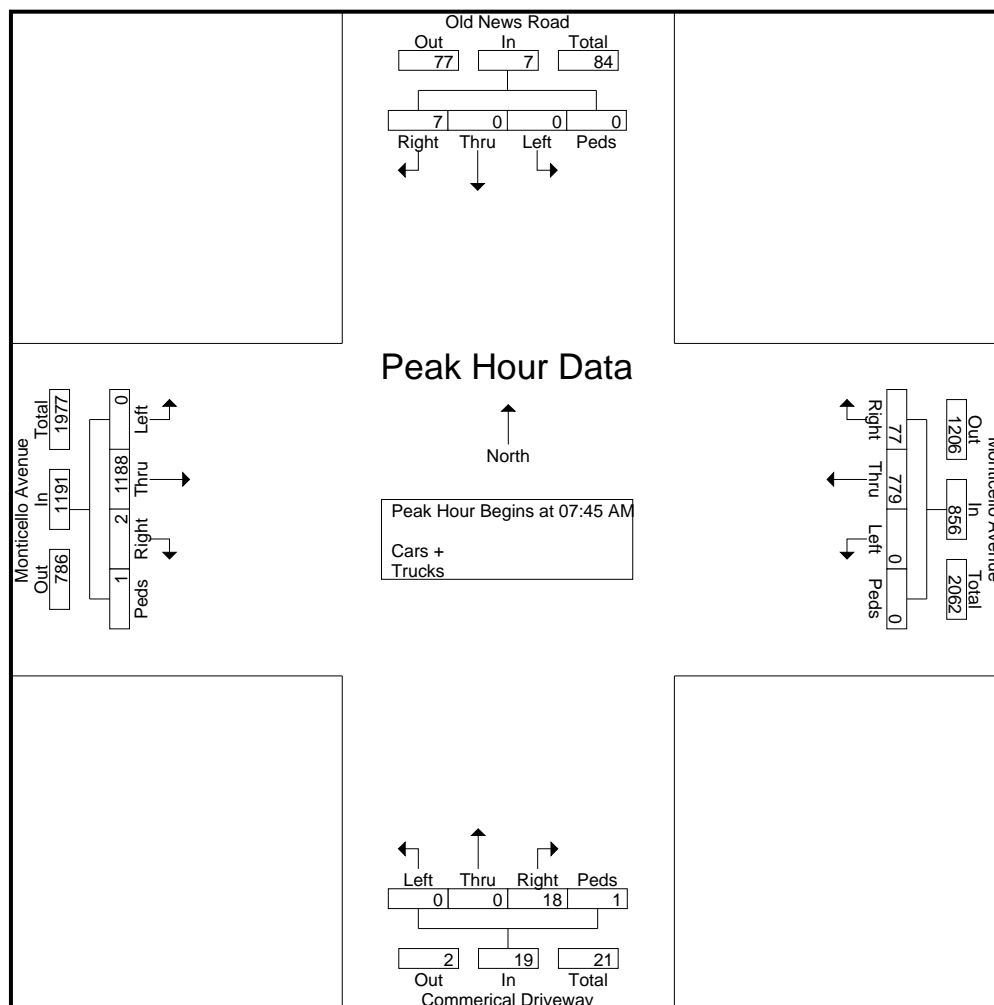 Old News Road
Out In Total
77 7 84
7 0 0 0
Right Thru Left Peds
Peak Hour Data
North
Peak Hour Begins at 07:45 AM
Cars +
Trucks
Monticello Avenue
Out In Total
786 1191 1977
0 1188 2 1
Left Thru Right Peds
Monticello Avenue
Out In Total
1206 856 2062
77 779 0 0
Right Thru Left Peds
Left Thru Right Peds
0 0 18 1
2 19 21
Out In Total
Commerical Driveway